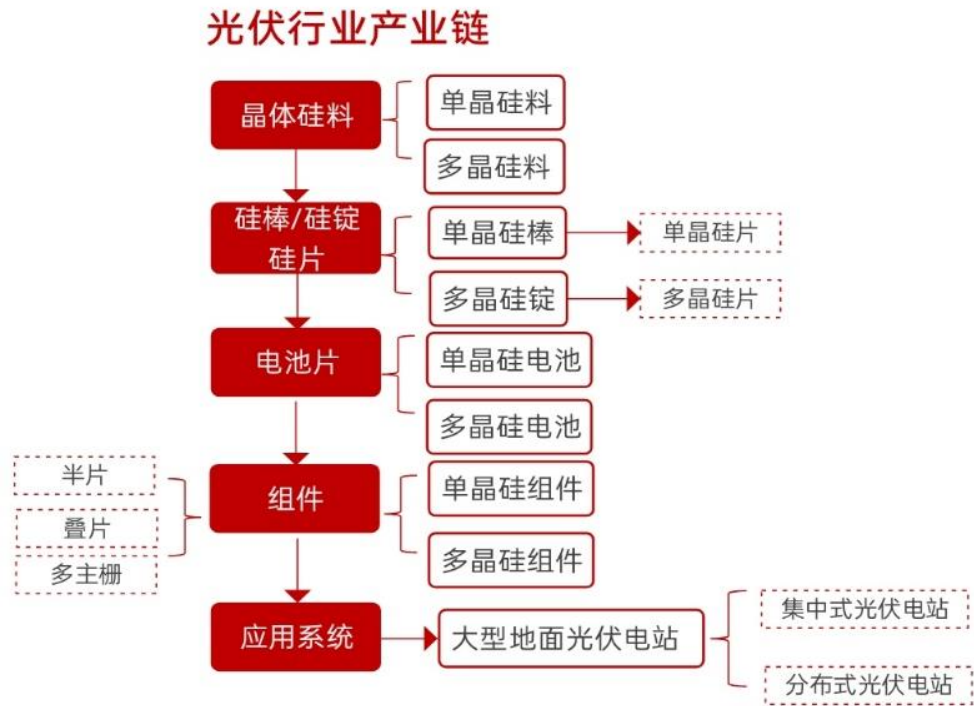 光伏行业产业链
晶体硅料
单晶硅料
多晶硅料
硅棒/硅锭
硅片
单晶硅棒
单晶硅片
多晶硅锭
多晶硅片
电池片
单晶硅电池
多晶硅电池
半片
叠片
多主栅
组件
单晶硅组件
多晶硅组件
应用系统
大型地面光伏电站
集中式光伏电站
分布式光伏电站